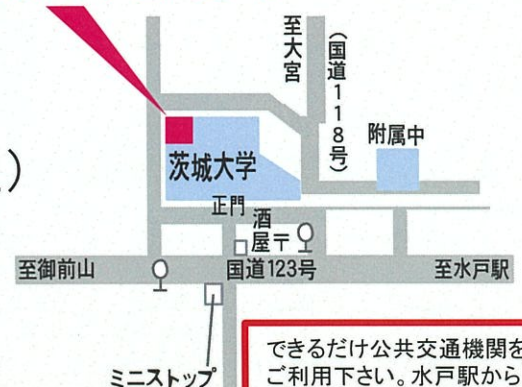 至大宮
（国道118号）
附属中
茨城大学
正門
酒屋
〒
至御前山
国道123号
至水戸駅
ミニストップ
できるだけ公共交通機関を
ご利用下さい。水戸駅から
)